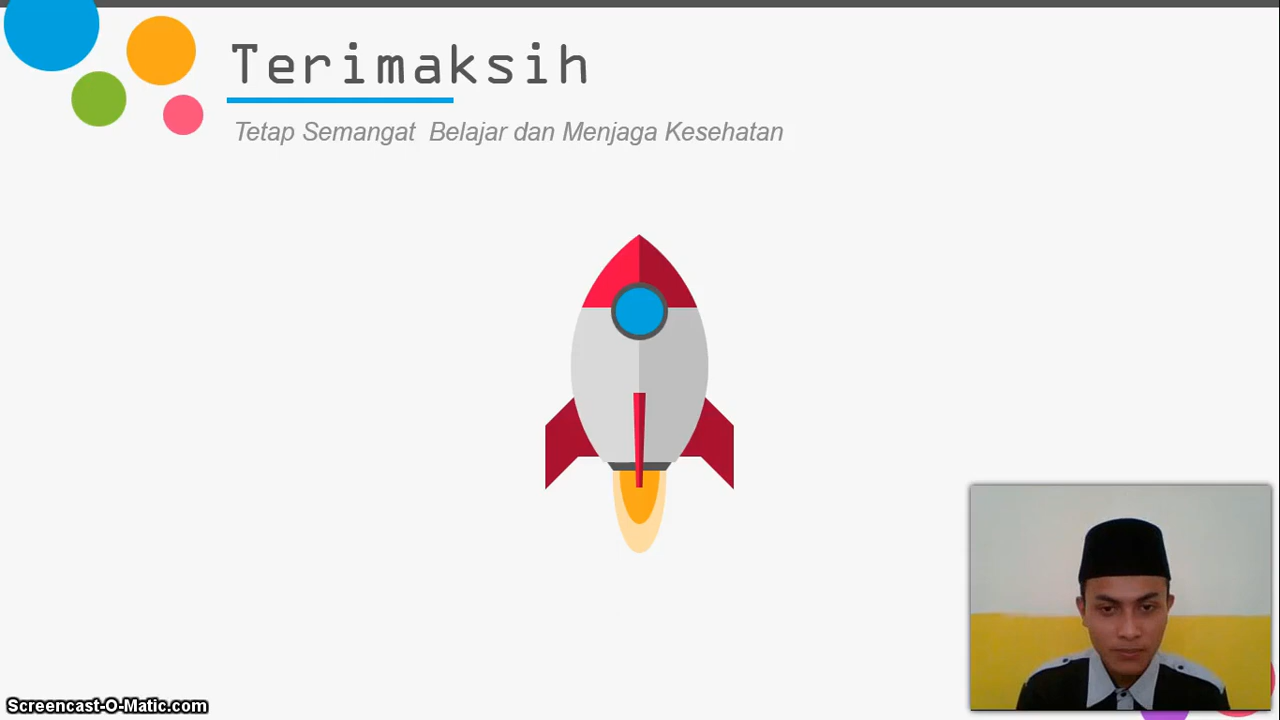 Terimaksih
Tetap Semangat  Belajar dan Menjaga Kesehatan
Screencast-O-Matic.com